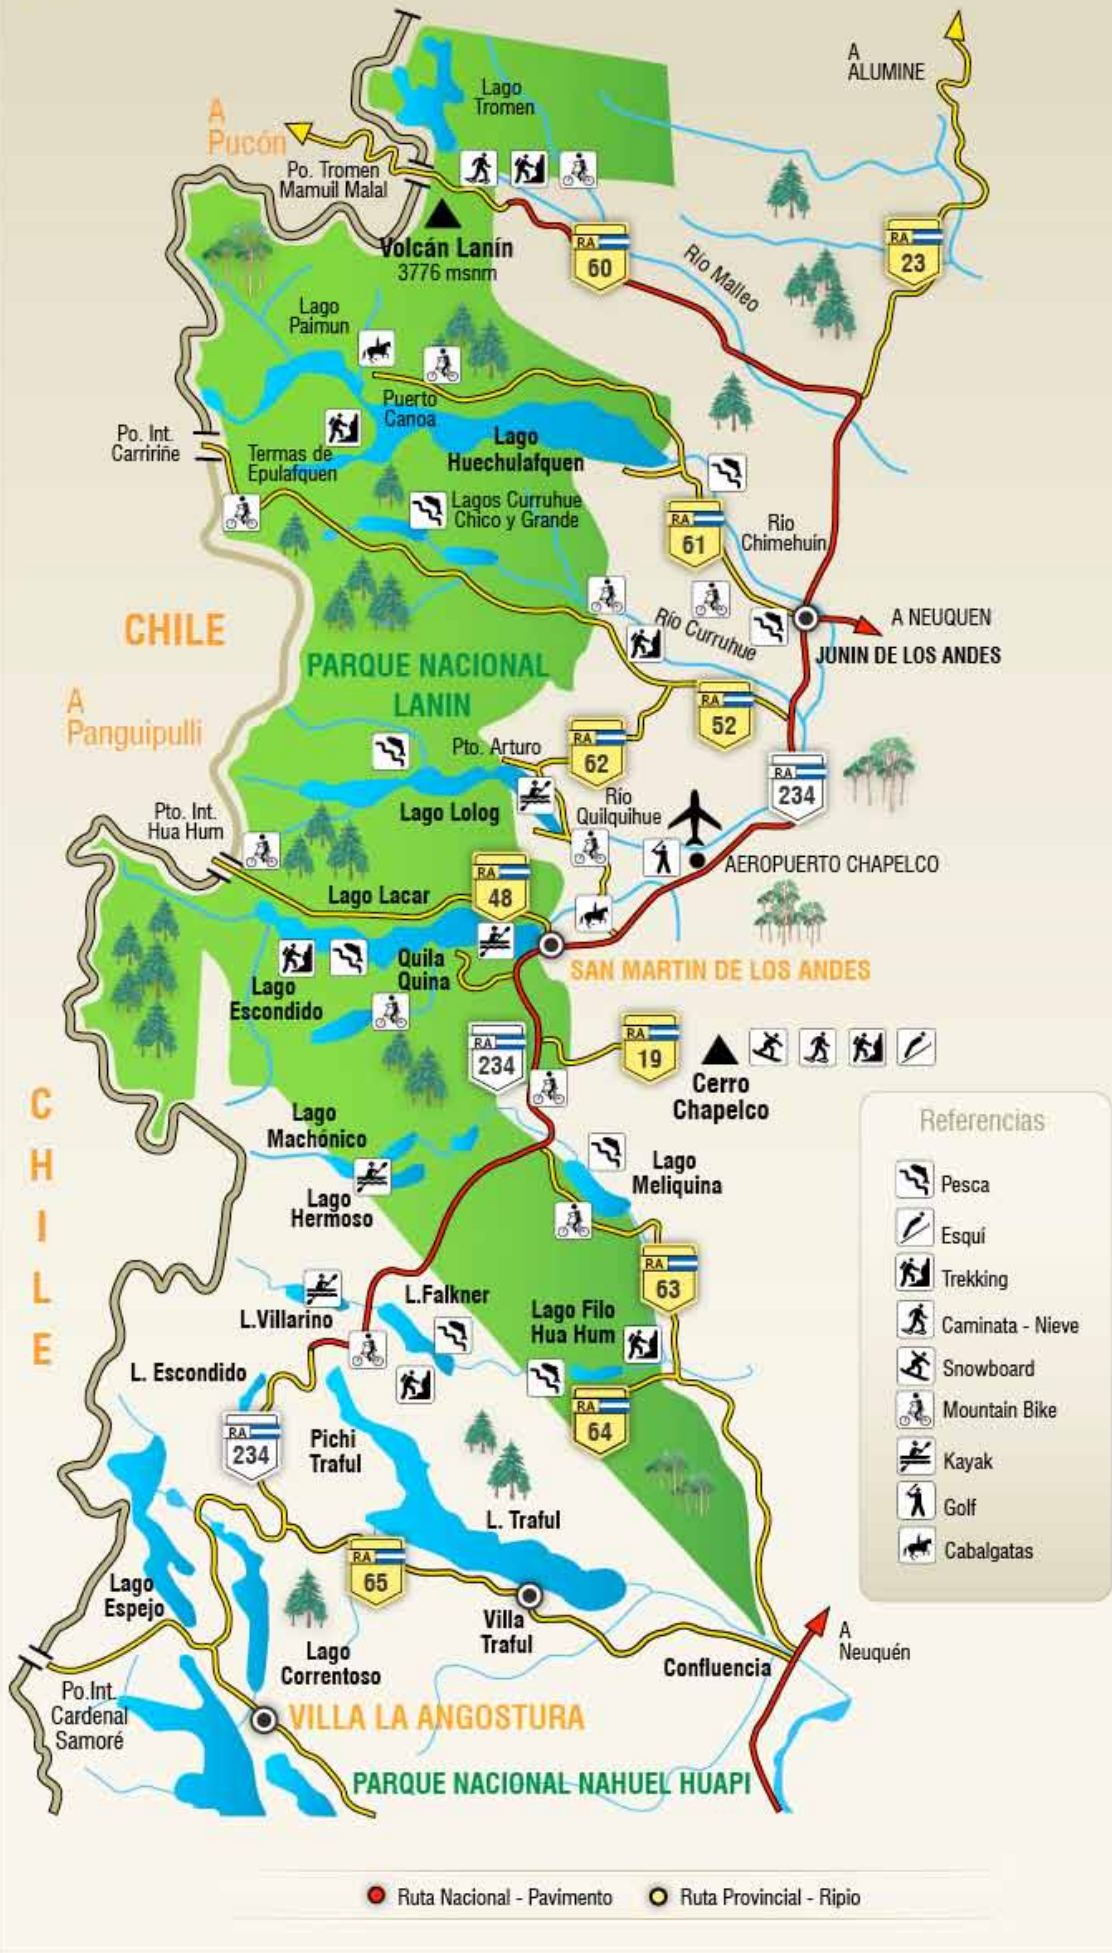 A
ALUMINE
Lago
Tromen
A
Pucón
Po. Tromen
Mamuil Malal
Volcán Lanín
3776 msnm
RA
60
RA
23
Río Malleo
Lago
Paimun
Puerto
Canoa
Po. Int.
Carririñe
Termas de
Epulafquen
Lago
Huechulafquen
Lagos Curruhue
Chico y Grande
RA
61
Rio
Chimehuin
CHILE
Río Curruhue
A NEUQUEN
JUNIN DE LOS ANDES
PARQUE NACIONAL
LANIN
A
Panguipulli
RA
52
Pto. Arturo
RA
62
RA
234
Pto. Int.
Hua Hum
Lago Lolog
Río
Quilquihue
AEROPUERTO CHAPELCO
Lago Lacar
RA
48
Quila
Quina
SAN MARTIN DE LOS ANDES
Lago
Escondido
RA
234
RA
19
Cerro
Chapelco
C
H
I
L
E
Lago
Machónico
Lago
Hermoso
Lago
Meliquina
RA
63
L.Falkner
L.Villarino
Lago Filo
Hua Hum
L. Escondido
RA
64
RA
234
Pichi
Traful
L. Traful
RA
65
Lago
Espejo
Villa
Traful
Lago
Correntoso
Confluencia
A
Neuquén
Po.Int.
Cardenal
Samoré
VILLA LA ANGOSTURA
PARQUE NACIONAL NAHUEL HUAPI
Referencias
Pesca
Esquí
Trekking
Caminata - Nieve
Snowboard
Mountain Bike
Kayak
Golf
Cabalgatas
Ruta Nacional - Pavimento
Ruta Provincial - Ripio